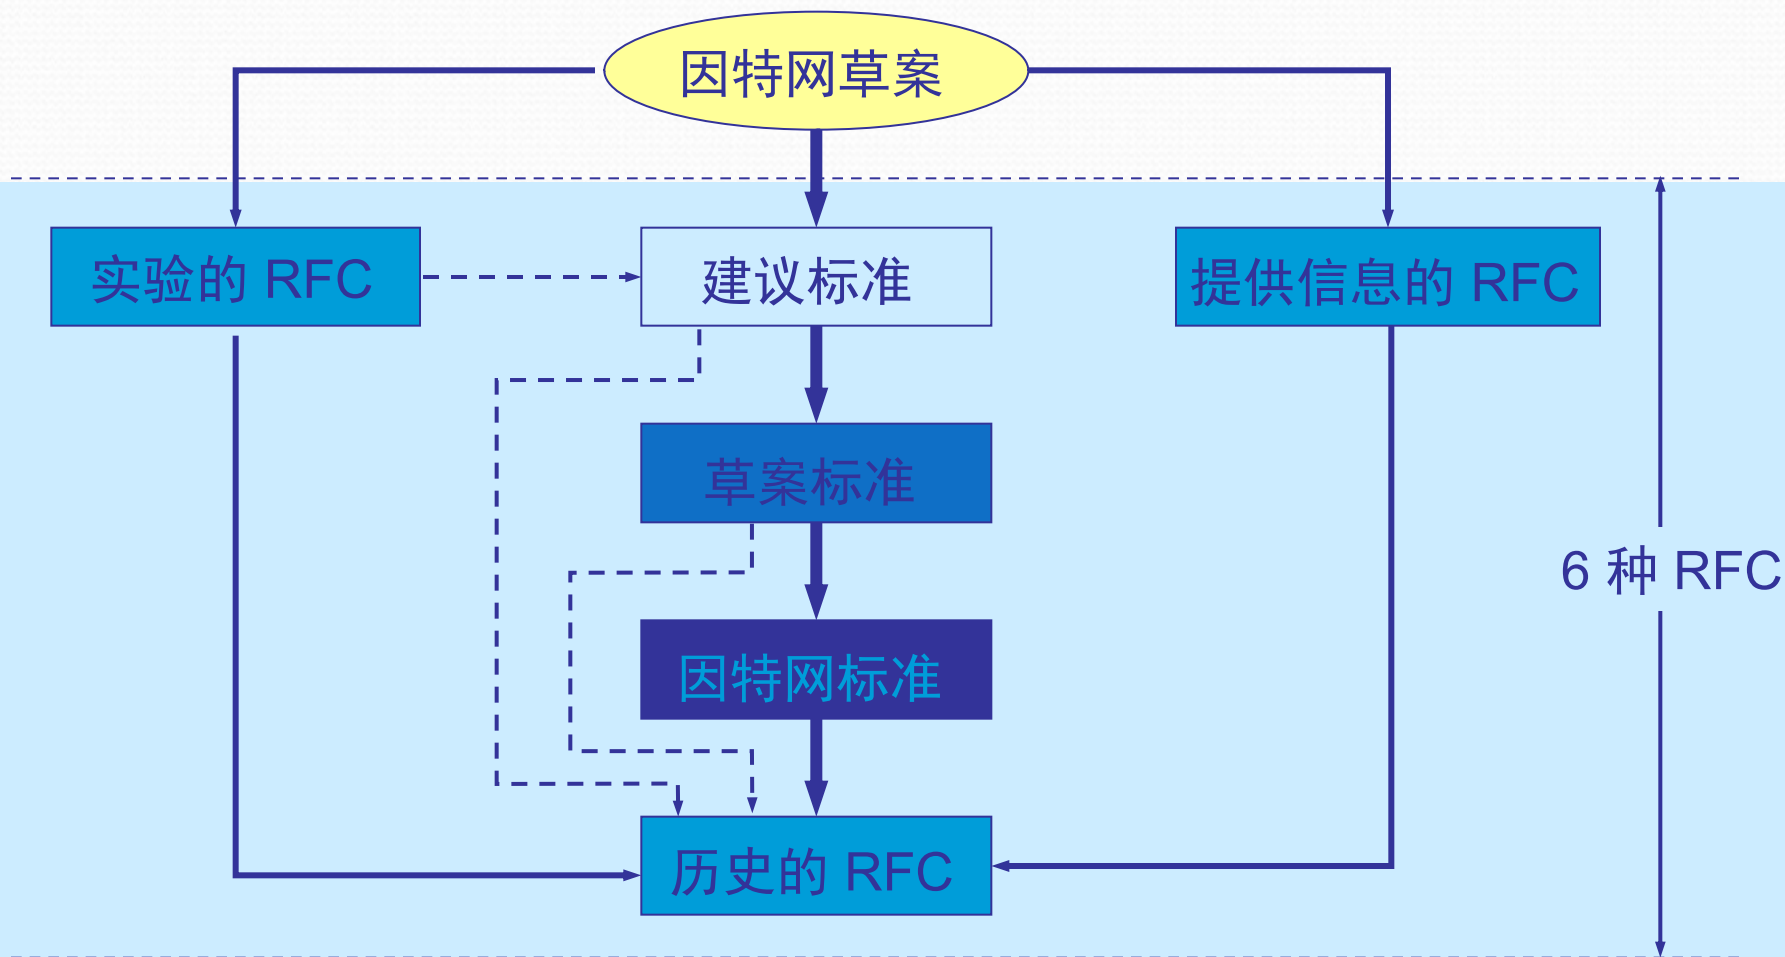 因特网草案
实验的 RFC
建议标准
提供信息的 RFC
草案标准
6 种 RFC
因特网标准
历史的 RFC